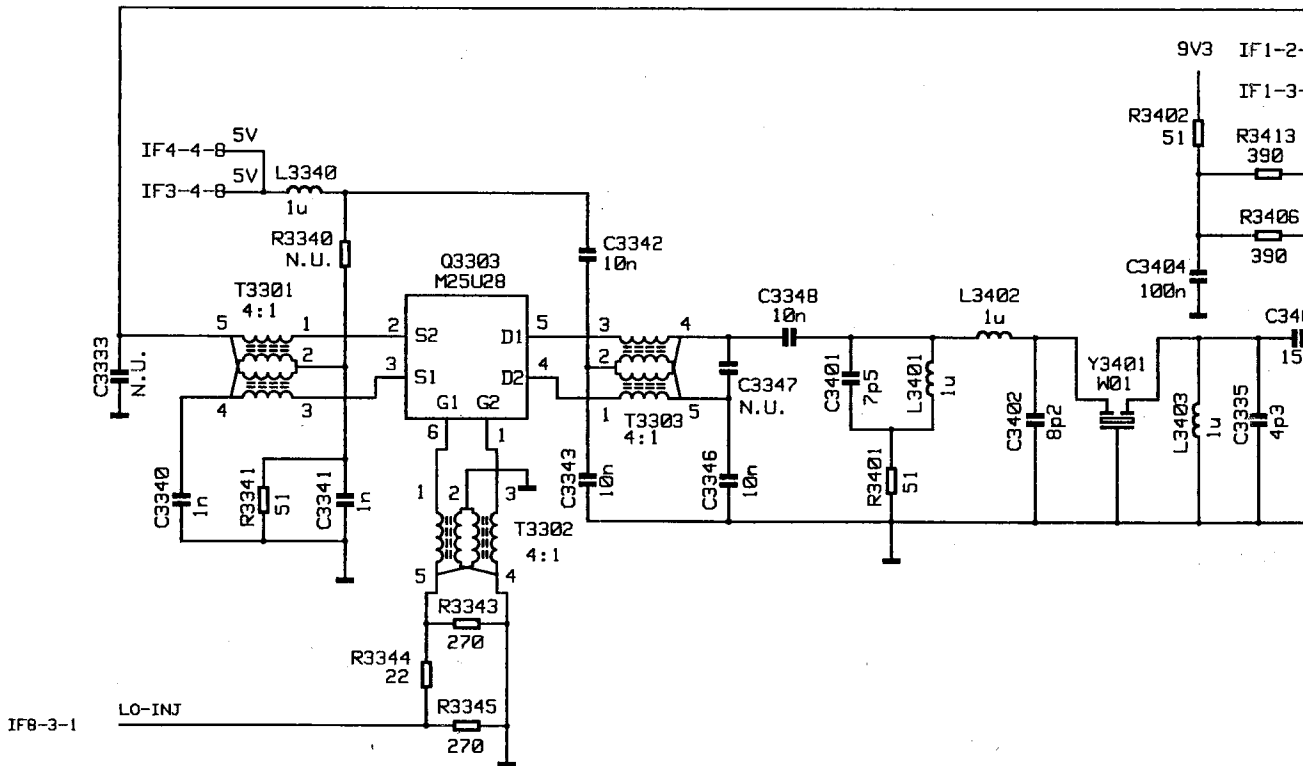 9V3 IF1-2-
IF1-3-
R3402
51
R3413
390
R3406
390
C3404
100n
IF4-4-8 5V
IF3-4-8 5V
L3340
1u
R3340
N.U.
C3342
10n
Q3303
M25U28
T3301
4:1
5 1
2
4 3
2 S2 D1 5
3 S1 D2 4
G1 G2
6 1
3 4
2
1 5
T3303
4:1
C3333
N.U.
C3348
10n
C3347
N.U.
C3401
7p5
L3401
1u
L3402
1u
C3402
8p2
Y3401
W01
L3403
1u
C3335
4p3
15
C3340
1n
R3341
51
C3341
1n
1 2 3
T3302
4:1
5 4
C3343
10n
C3346
10n
R3401
51
R3343
270
R3344
22
R3345
270
IF8-3-1 LO-INJ